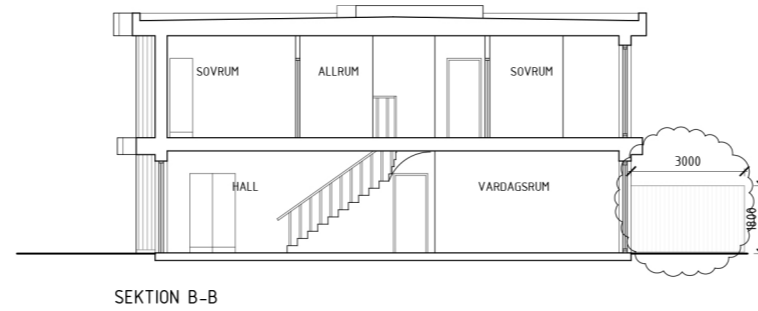 SOVRUM ALLRUM SOVRUM
3000
HALL VARDAGSRUM
1800
SEKTION B-B